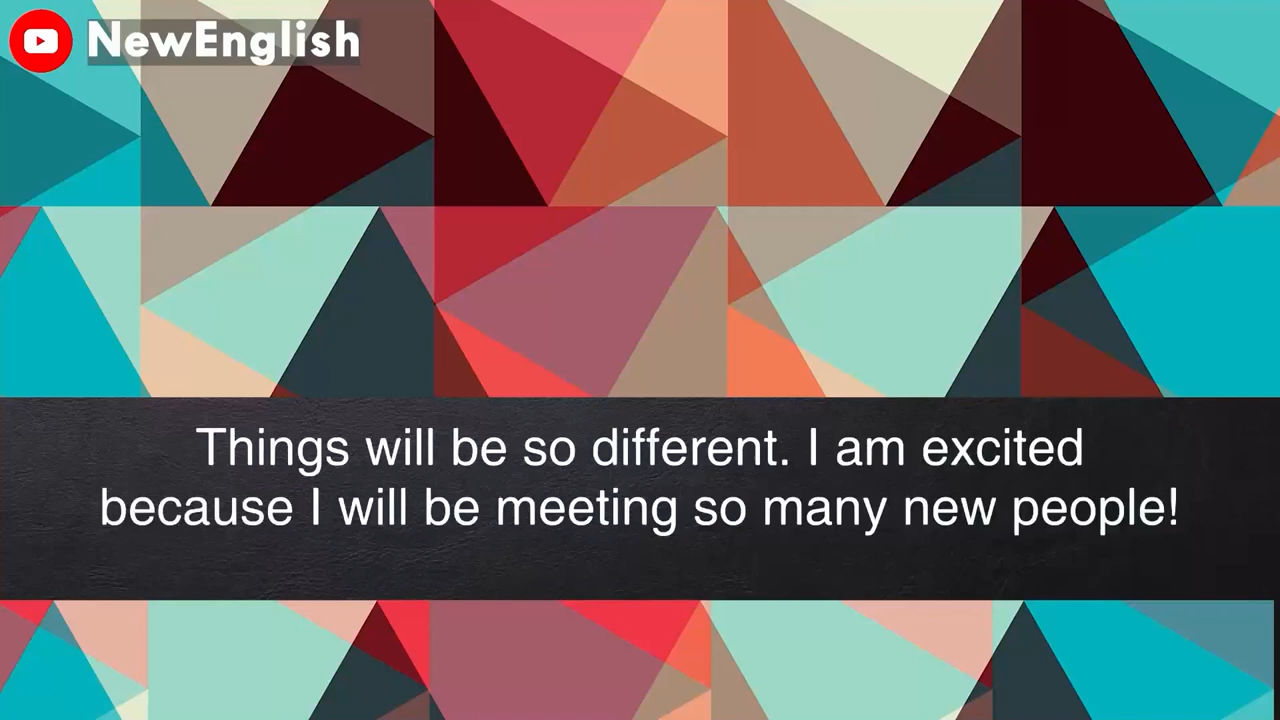 NewEnglish
Things will be so different. I am excited
because I will be meeting so many new people!